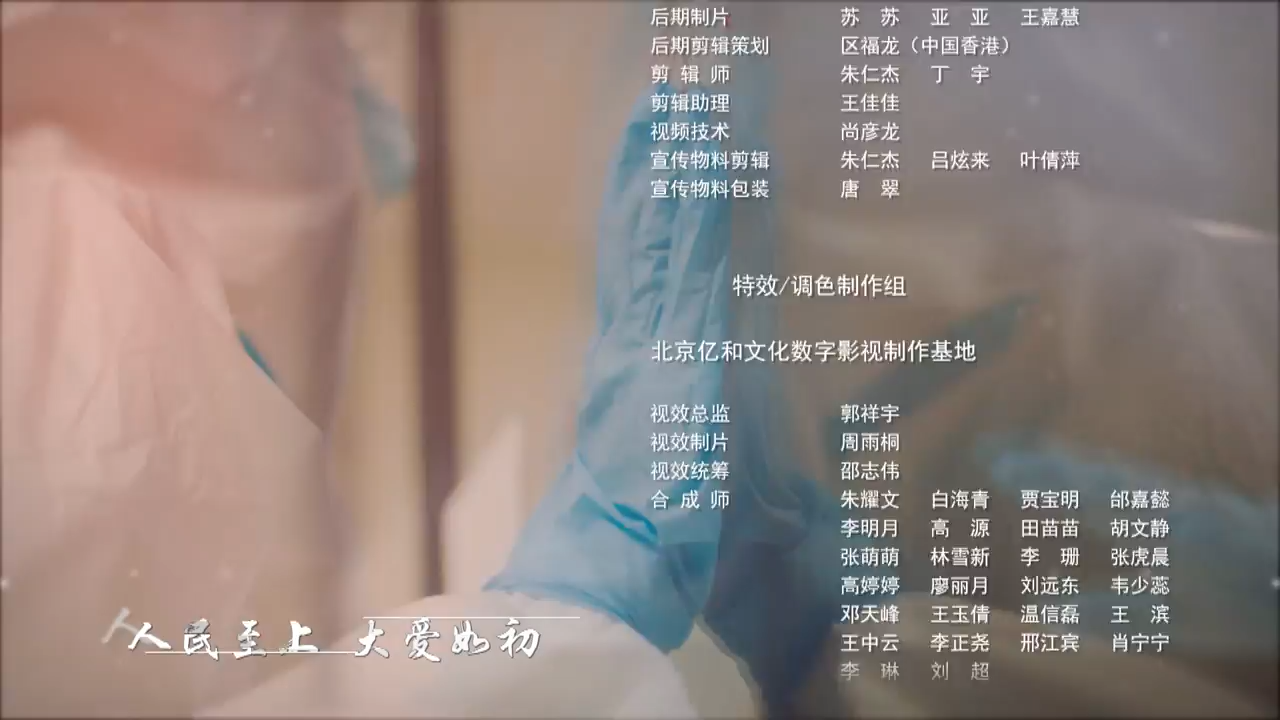 后期制片 苏 苏 亚 亚 王嘉慧
后期剪辑策划 区福龙（中国香港）
剪 辑 师 朱仁杰 丁 宇
剪辑助理 王佳佳
视频技术 尚彦龙
宣传物料剪辑 朱仁杰 吕炫来 叶倩萍
宣传物料包装 唐 翠
特效/调色制作组
北京亿和文化数字影视制作基地
视效总监 郭祥宇
视效制片 周雨桐
视效统筹 邵志伟
合 成 师 朱耀文 白海青 贾宝明 邰嘉懿
李明月 高 源 田苗苗 胡文静
张萌萌 林雪新 李 珊 张虎晨
高婷婷 廖丽月 刘远东 韦少蕊
邓天峰 王玉倩 温信磊 王 滨
王中云 李正尧 邢江宾 肖宁宁
李 琳 刘 超
人民至上 大爱如初